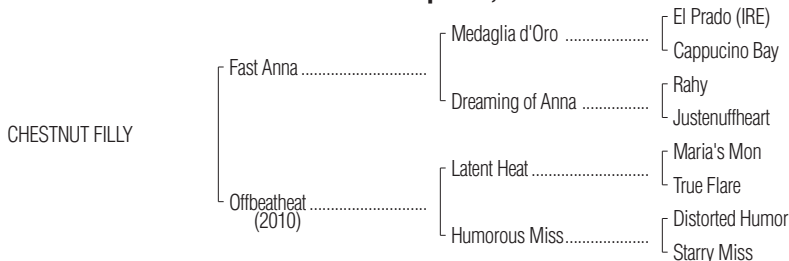 El Prado (IRE)
Medaglia d'Oro ..................
Cappucino Bay
Fast Anna ............................
Rahy
Dreaming of Anna ...............
Justenuffheart
CHESTNUT FILLY
Maria's Mon
Latent Heat ..........................
True Flare
Offbeatheat ..........................
(2010)
Distorted Humor
Humorous Miss...................
Starry Miss